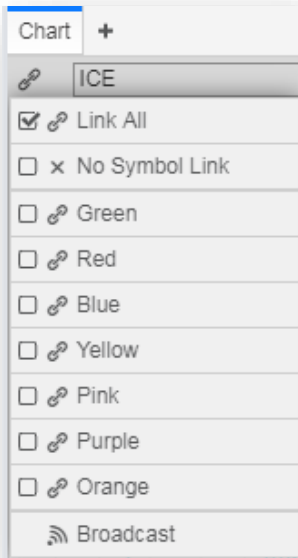 Chart +
ICE
Link All
No Symbol Link
Green
Red
Blue
Yellow
Pink
Purple
Orange
Broadcast